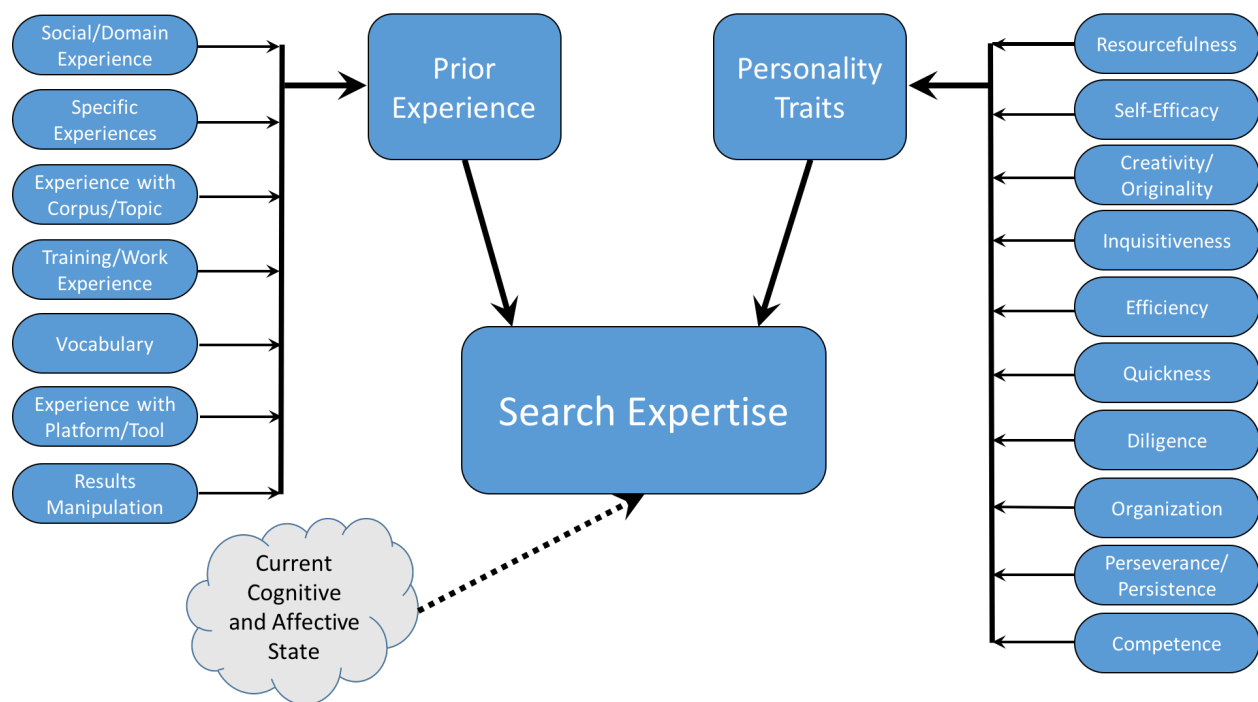 Social/Domain
Experience
Specific
Experiences
Experience with
Corpus/Topic
Training/Work
Experience
Vocabulary
Experience with
Platform/Tool
Results
Manipulation
Prior
Experience
Personality
Traits
Search Expertise
Current
Cognitive
and Affective
State
Resourcefulness
Self-Efficacy
Creativity/
Originality
Inquisitiveness
Efficiency
Quickness
Diligence
Organization
Perseverance/
Persistence
Competence